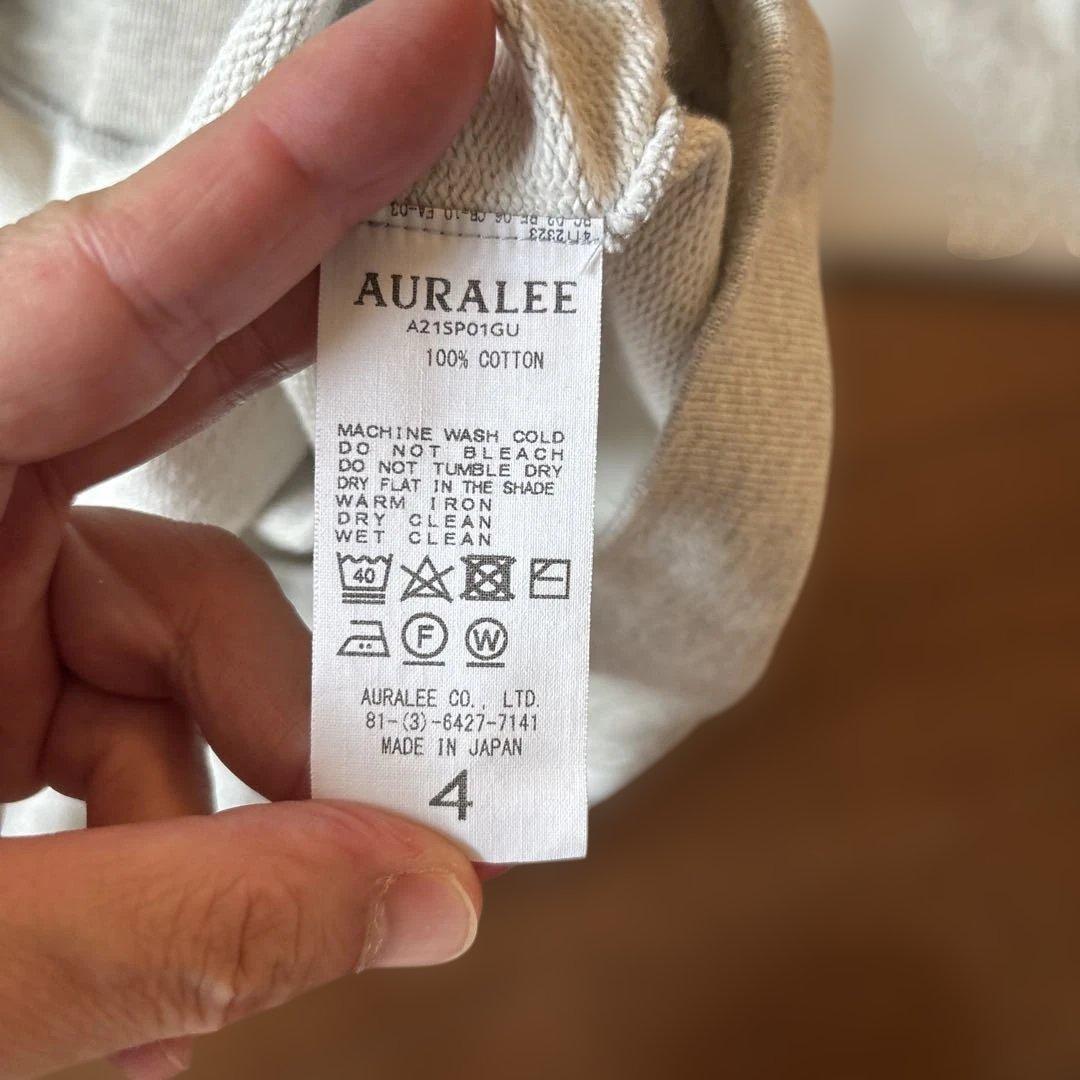 AURALEE
A21SP01GU
100% COTTON
MACHINE WASH COLD
DO NOT BLEACH
DO NOT TUMBLE DRY
DRY FLAT IN THE SHADE
WARM IRON
DRY CLEAN
WET CLEAN
40
F W
AURALEE CO., LTD.
81-(3)-6427-7141
MADE IN JAPAN
4